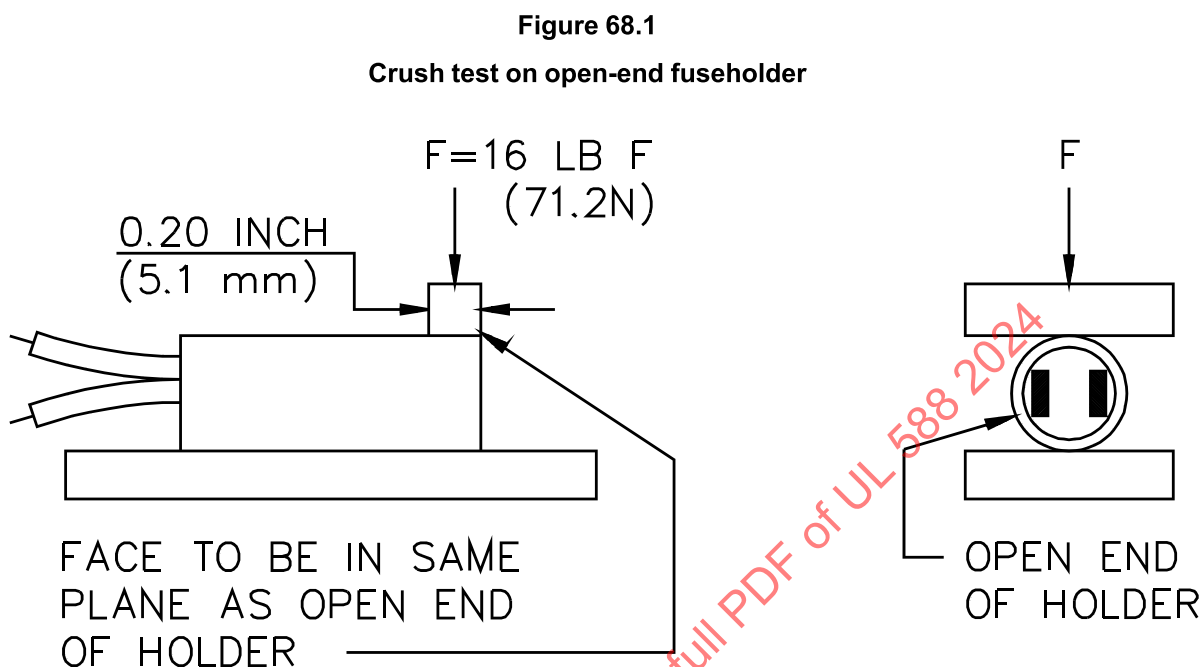 Figure 68.1
Crush test on open-end fuseholder
F=16 LB F
(71.2N)
0.20 INCH
(5.1 mm)
FACE TO BE IN SAME
PLANE AS OPEN END
OF HOLDER
F
OPEN END
OF HOLDER
full PDF of UL 588 2024